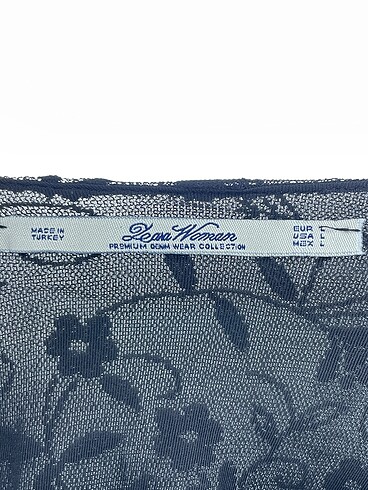 MADE IN
TURKEY
Zara Woman
PREMIUM DENIM WEAR COLLECTION
EUR L
USA L
MEX L